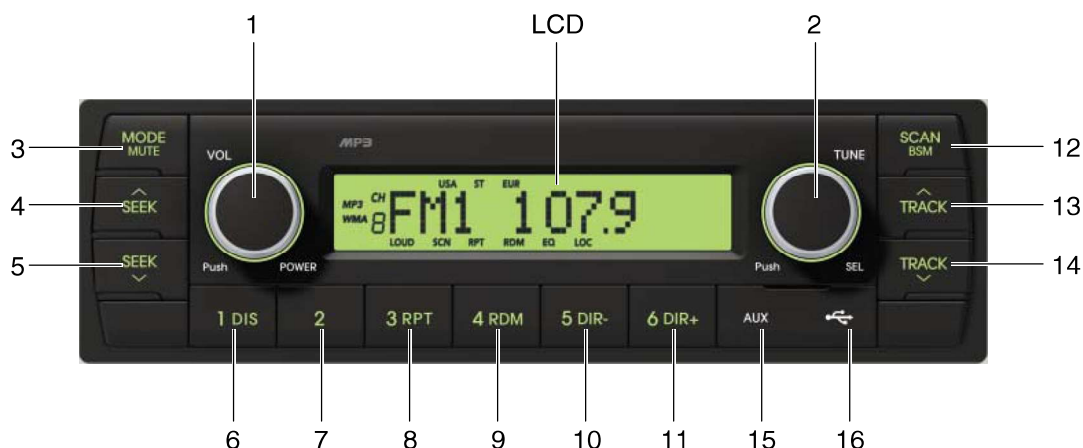 1 LCD 2
3 MODE MUTE VOL MP3 TUNE SCAN BSM 12
4 SEEK USA ST EUR TRACK 13
MP3 WMA CH 8 FM1 107.9
LOUD SCN RPT RDM EQ LOC
5 SEEK Push POWER Push SEL TRACK 14
1 DIS 2 3 RPT 4 RDM 5 DIR- 6 DIR+ AUX
6 7 8 9 10 11 15 16